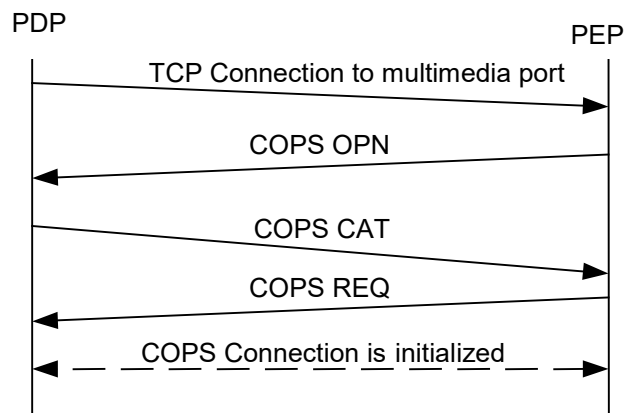 PDP
PEP
TCP Connection to multimedia port
COPS OPN
COPS CAT
COPS REQ
COPS Connection is initialized